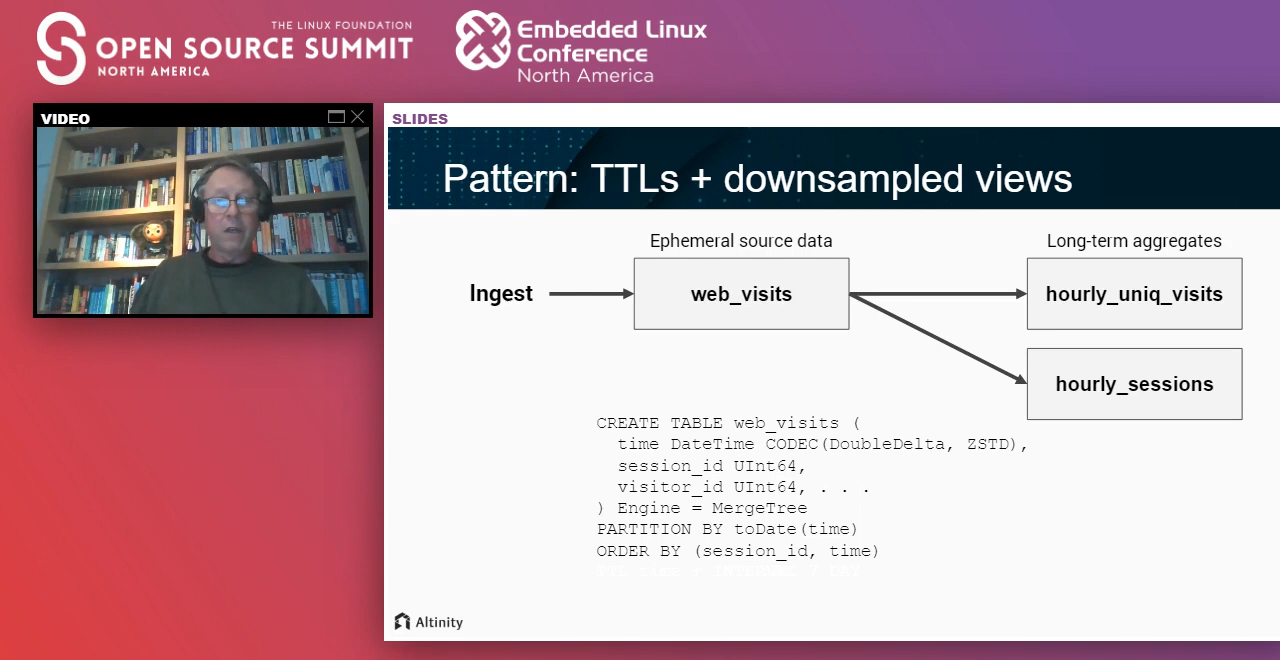 THE LINUX FOUNDATION
OPEN SOURCE SUMMIT
NORTH AMERICA
Embedded Linux
Conference
North America
VIDEO
SLIDES
Pattern: TTLs + downsampled views
Ephemeral source data
Long-term aggregates
Ingest
web_visits
hourly_uniq_visits
hourly_sessions
CREATE TABLE web_visits (
time DateTime CODEC(DoubleDelta, ZSTD),
session_id UInt64,
visitor_id UInt64, . . .
) Engine = MergeTree
PARTITION BY toDate(time)
ORDER BY (session_id, time)
Altinity